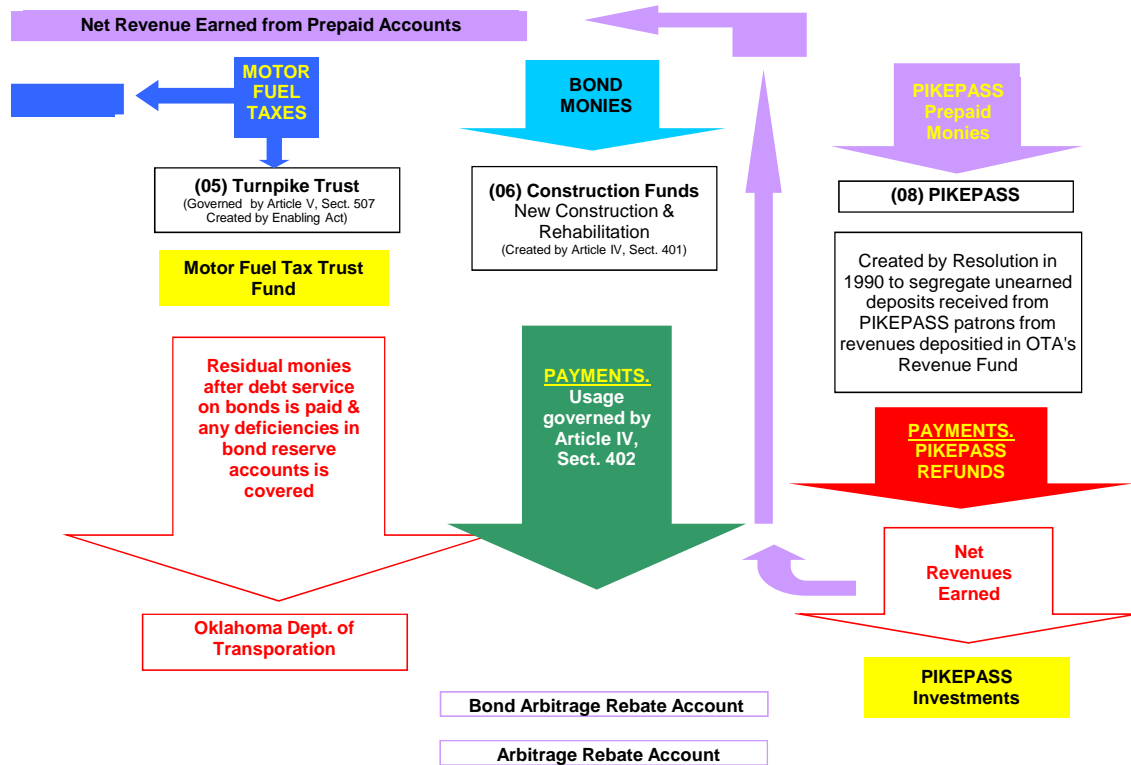 Net Revenue Earned from Prepaid Accounts
MOTOR
FUEL
TAXES
(05) Turnpike Trust
(Governed by Article V, Sect. 507
Created by Enabling Act)
Motor Fuel Tax Trust
Fund
Residual monies
after debt service
on bonds is paid &
any deficiencies in
bond reserve
accounts is
covered
Oklahoma Dept. of
Transporation
BOND
MONIES
(06) Construction Funds
New Construction &
Rehabilitation
(Created by Article IV, Sect. 401)
PAYMENTS.
Usage
governed by
Article IV,
Sect. 402
Bond Arbitrage Rebate Account
Arbitrage Rebate Account
PIKEPASS
Prepaid
Monies
(08) PIKEPASS
Created by Resolution in
1990 to segregate unearned
deposits received from
PIKEPASS patrons from
revenues depositied in OTA's
Revenue Fund
PAYMENTS.
PIKEPASS
REFUNDS
Net
Revenues
Earned
PIKEPASS
Investments